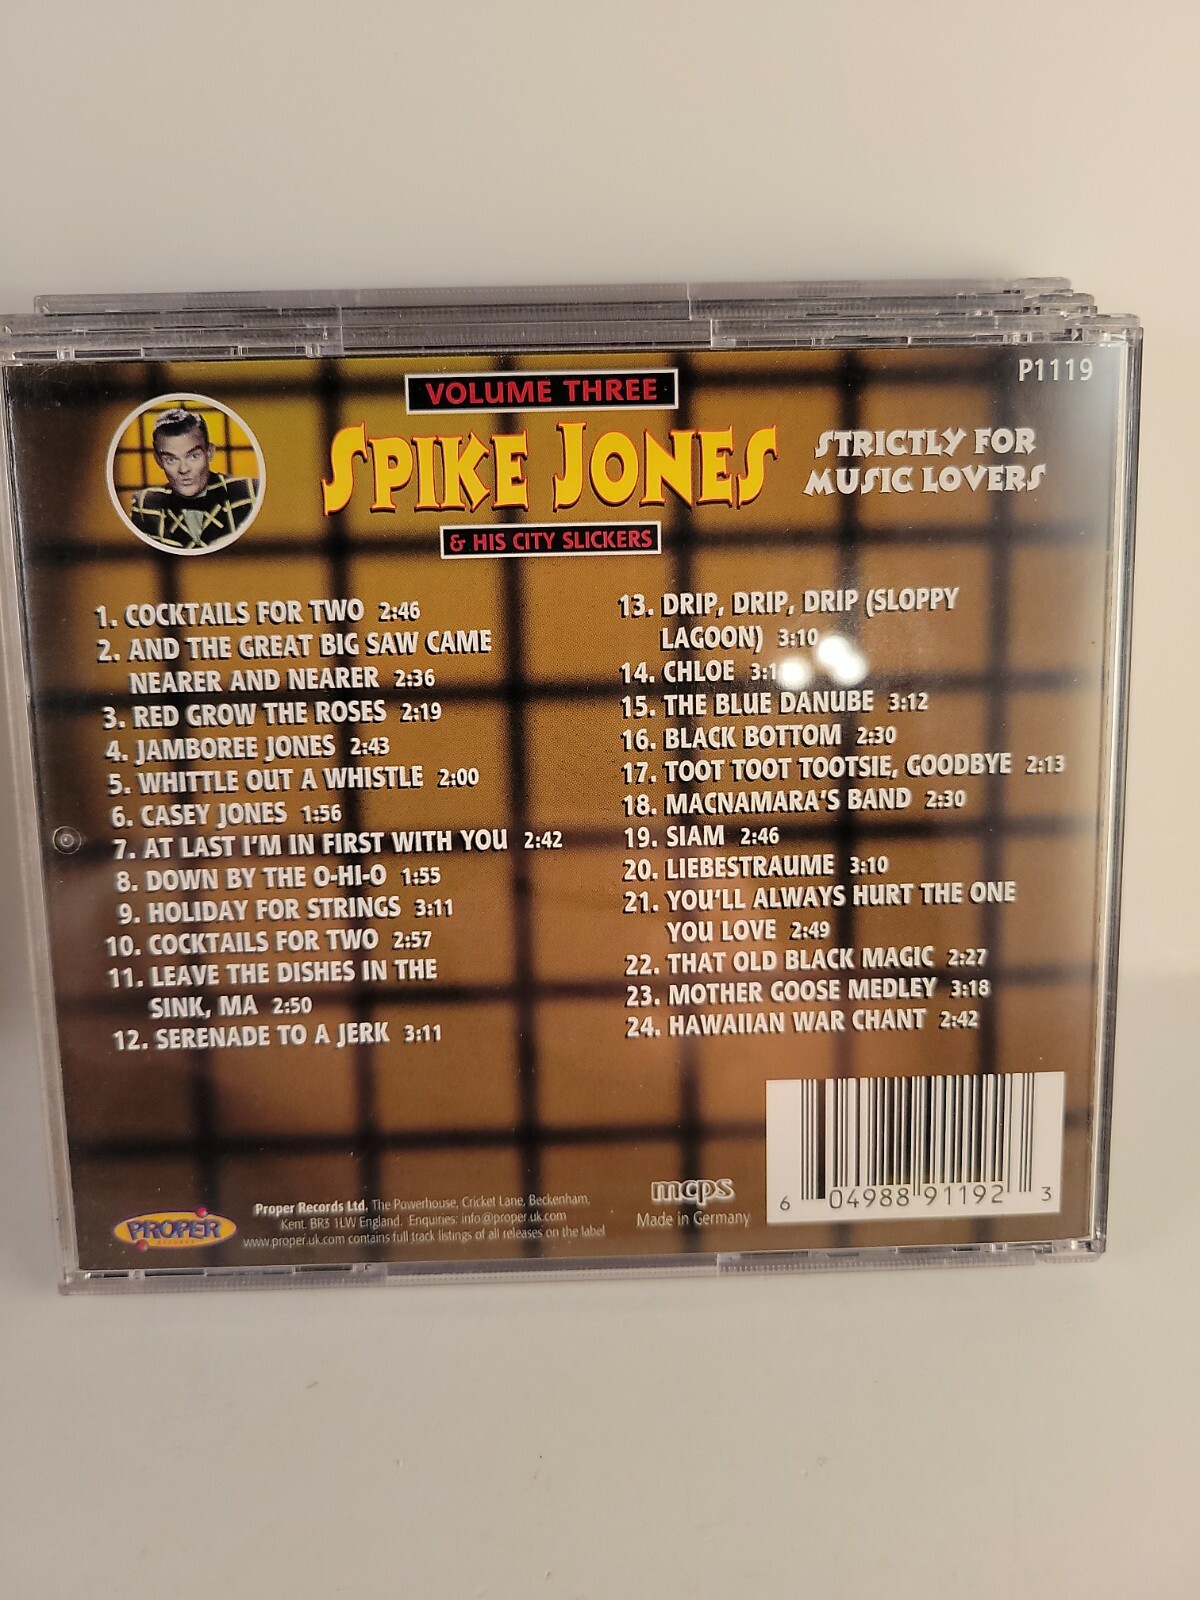 P1119
VOLUME THREE
SPIKE JONES
& HIS CITY SLICKERS
STRICTLY FOR
MUSIC LOVERS
1. COCKTAILS FOR TWO 2:46
2. AND THE GREAT BIG SAW CAME
NEARER AND NEARER 2:36
3. RED GROW THE ROSES 2:19
4. JAMBOREE JONES 2:43
5. WHITTLE OUT A WHISTLE 2:00
6. CASEY JONES 1:56
7. AT LAST I'M IN FIRST WITH YOU 2:42
8. DOWN BY THE O-HI-O 1:55
9. HOLIDAY FOR STRINGS 3:11
10. COCKTAILS FOR TWO 2:57
11. LEAVE THE DISHES IN THE
SINK, MA 2:50
12. SERENADE TO A JERK 3:11
13. DRIP, DRIP, DRIP (SLOPPY
LAGOON) 3:10
14. CHLOE
15. THE BLUE DANUBE 3:12
16. BLACK BOTTOM 2:30
17. TOOT TOOT TOOTSIE, GOODBYE 2:13
18. MACNAMARA'S BAND 2:30
19. SIAM 2:46
20. LIEBESTRAUME 3:10
21. YOU'LL ALWAYS HURT THE ONE
YOU LOVE 2:49
22. THAT OLD BLACK MAGIC 2:27
23. MOTHER GOOSE MEDLEY 3:18
24. HAWAIIAN WAR CHANT 2:42
PROPER
Proper Records Ltd, The Powerhouse, Cricket Lane, Beckenham,
Kent. BR3 1LW England. Enquiries: info@proper.uk.com
www.proper.uk.com contains full track listings of all releases on the label
mcps
Made in Germany
6 04988 91192 3